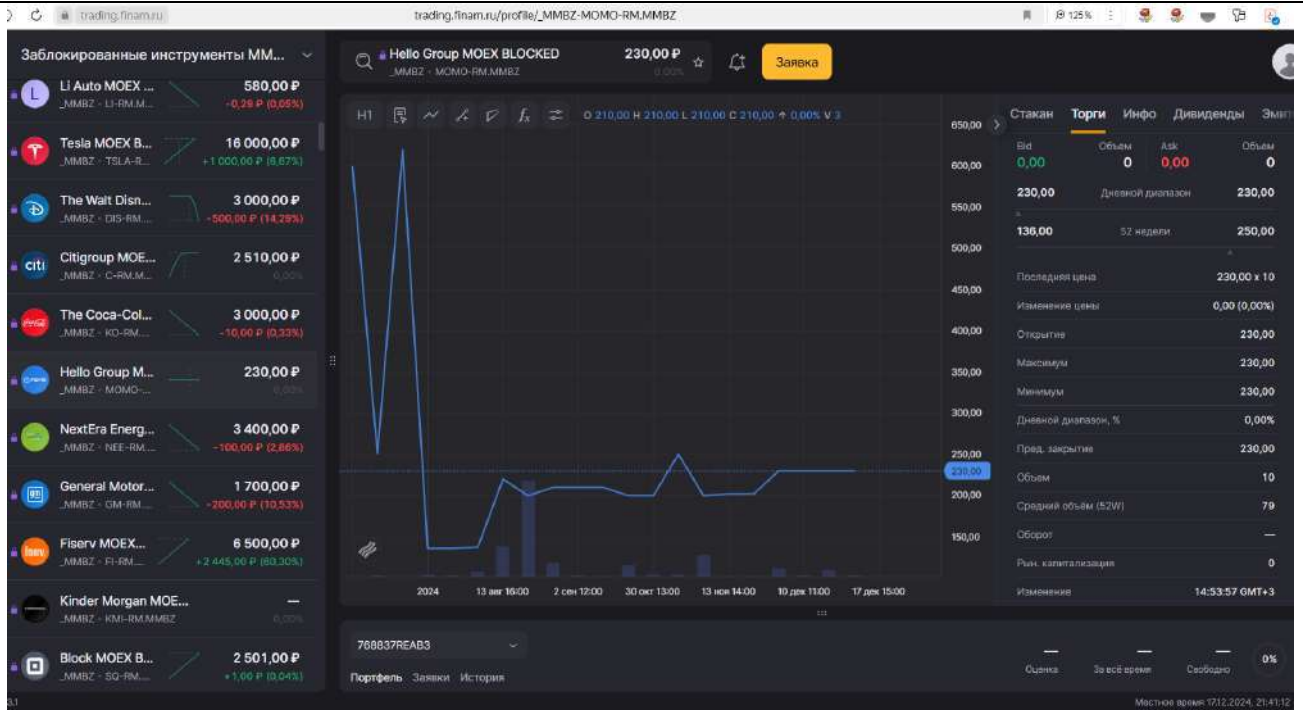 trading.finam.ru
trading.finam.ru/profile/_MMBZ-MOMO-RM.MMBZ
125 %
Заблокированные инструменты MM...
Li Auto MOEX ...
580,00 ₽
_MMBZ - LI-RM.M...
-0,29 ₽ (0,05%)
Tesla MOEX B...
16 000,00 ₽
_MMBZ - TSLA-R...
+1 000,00 ₽ (6,67%)
The Walt Disn...
3 000,00 ₽
_MMBZ - DIS-RM....
-500,00 ₽ (14,29%)
citi
Citigroup MOE...
2 510,00 ₽
_MMBZ - C-RM.M...
0,00%
The Coca-Col...
3 000,00 ₽
_MMBZ - KO-RM....
-10,00 ₽ (0,33%)
Hello Group M...
230,00 ₽
_MMBZ - MOMO-...
0,00%
NextEra Energ...
3 400,00 ₽
_MMBZ - NEE-RM....
-100,00 ₽ (2,86%)
gm
General Motor...
1 700,00 ₽
_MMBZ - GM-RM....
-200,00 ₽ (10,53%)
fiserv
Fiserv MOEX...
6 500,00 ₽
_MMBZ - FI-RM....
+2 445,00 ₽ (60,30%)
Kinder Morgan MOE...
—
_MMBZ - KMI-RM.MMBZ
0,00%
Block MOEX B...
2 501,00 ₽
_MMBZ - SQ-RM....
+1,00 ₽ (0,04%)
3.1
Hello Group MOEX BLOCKED
230,00 ₽
_MMBZ - MOMO-RM.MMBZ
0,00%
Заявка
H1
fx
O 210,00 H 210,00 L 210,00 C 210,00 0,00% V 3
650,00
600,00
550,00
500,00
450,00
400,00
350,00
300,00
250,00
230,00
200,00
150,00
2024 13 авг 16:00 2 сен 12:00 30 окт 13:00 13 ноя 14:00 10 дек 11:00 17 дек 15:00
Стакан Торги Инфо Дивиденды Эмит
Bid Объем Ask Объем
0,00 0 0,00 0
230,00 Дневной диапазон 230,00
136,00 52 недели 250,00
Последняя цена 230,00 x 10
Изменение цены 0,00 (0,00%)
Открытие 230,00
Максимум 230,00
Минимум 230,00
Дневной диапазон, % 0,00%
Пред. закрытие 230,00
Объем 10
Средний объём (52W) 79
Оборот —
Рын. капитализация 0
Изменение 14:53:57 GMT+3
768837REAB3
Портфель Заявки История
— — —
Оценка За всё время Свободно
0%
Местное время 17.12.2024, 21:41:12